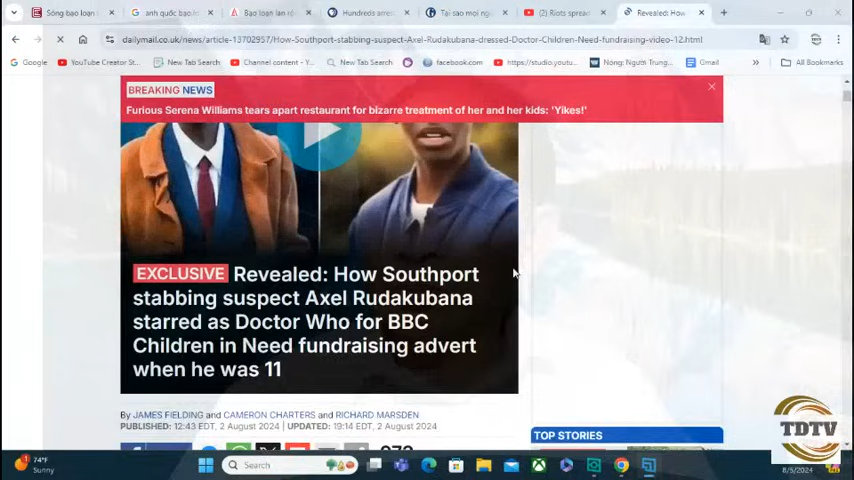 Sóng bạo loạn
anh quốc bạo l
Bạo loạn lan rộ
Hundreds arres
Tại sao mọi ng
(2) Riots sprea
Revealed: How
dailymail.co.uk/news/article-13702957/How-Southport-stabbing-suspect-Axel-Rudakubana-dressed-Doctor-Children-Need-fundraising-video-12.html
Google
YouTube Creator St...
New Tab Search
Channel content - Y...
New Tab Search
facebook.com
https://studio.youtu...
Nóng: Người Trung...
Gmail
All Bookmarks
BREAKING NEWS
Furious Serena Williams tears apart restaurant for bizarre treatment of her and her kids: 'Yikes!'
EXCLUSIVE Revealed: How Southport
stabbing suspect Axel Rudakubana
starred as Doctor Who for BBC
Children in Need fundraising advert
when he was 11
By JAMES FIELDING and CAMERON CHARTERS and RICHARD MARSDEN
PUBLISHED: 12:43 EDT, 2 August 2024 | UPDATED: 19:14 EDT, 2 August 2024
TOP STORIES
TDTV
74°F
Sunny
Search
8/5/2024